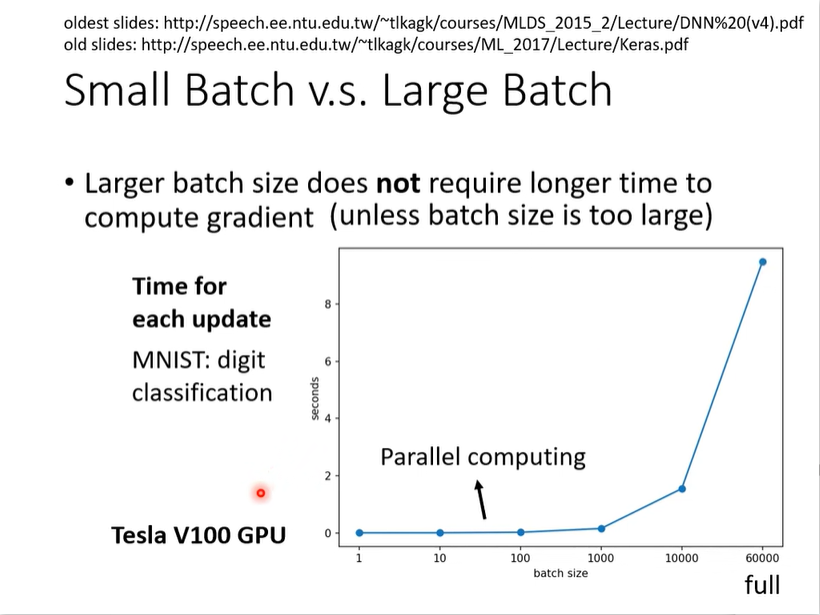 oldest slides: http://speech.ee.ntu.edu.tw/~tlkagk/courses/MLDS_2015_2/Lecture/DNN%20(v4).pdf
old slides: http://speech.ee.ntu.edu.tw/~tlkagk/courses/ML_2017/Lecture/Keras.pdf
Small Batch v.s. Large Batch
• Larger batch size does not require longer time to
compute gradient (unless batch size is too large)
Time for
each update
MNIST: digit
classification
Tesla V100 GPU
seconds
8
6
4
2
0
Parallel computing
1 10 100 1000 10000 60000
batch size
full